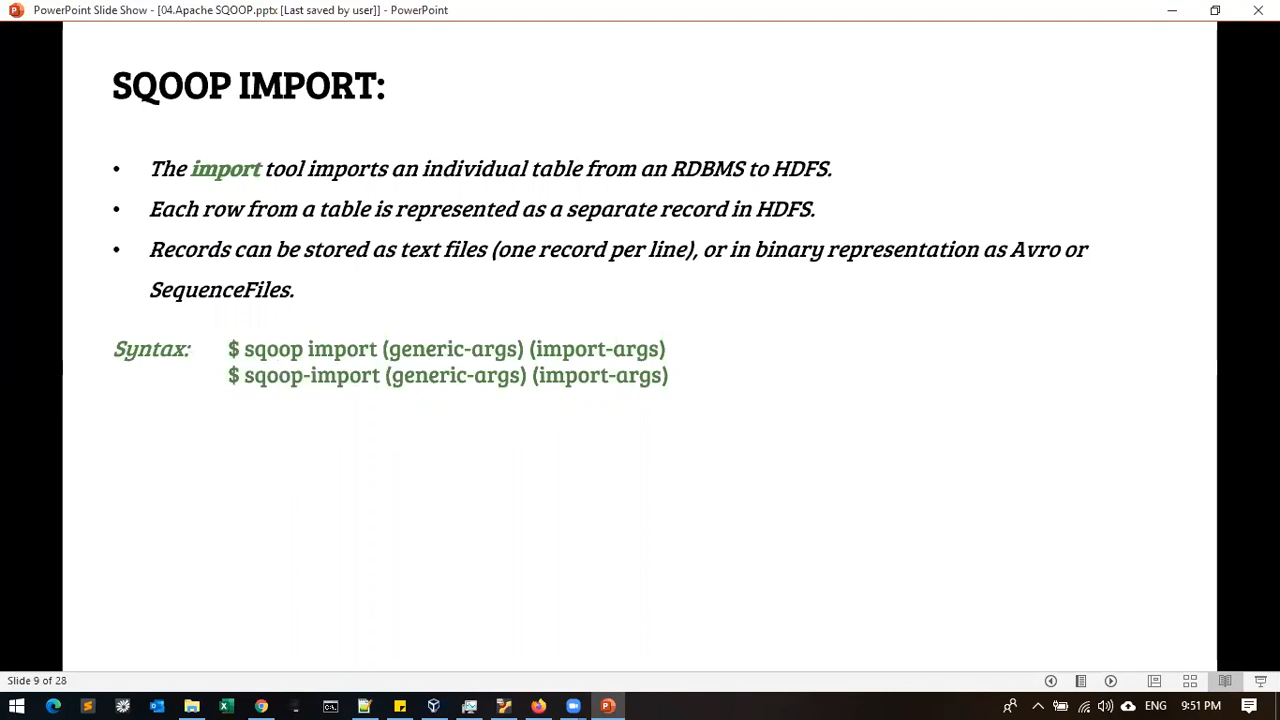 PowerPoint Slide Show - [04.Apache SQOOP.pptx [Last saved by user]] - PowerPoint
SQOOP IMPORT:
• The import tool imports an individual table from an RDBMS to HDFS.
• Each row from a table is represented as a separate record in HDFS.
• Records can be stored as text files (one record per line), or in binary representation as Avro or
SequenceFiles.
Syntax: $ sqoop import (generic-args) (import-args)
$ sqoop-import (generic-args) (import-args)
Slide 9 of 28
ENG 9:51 PM